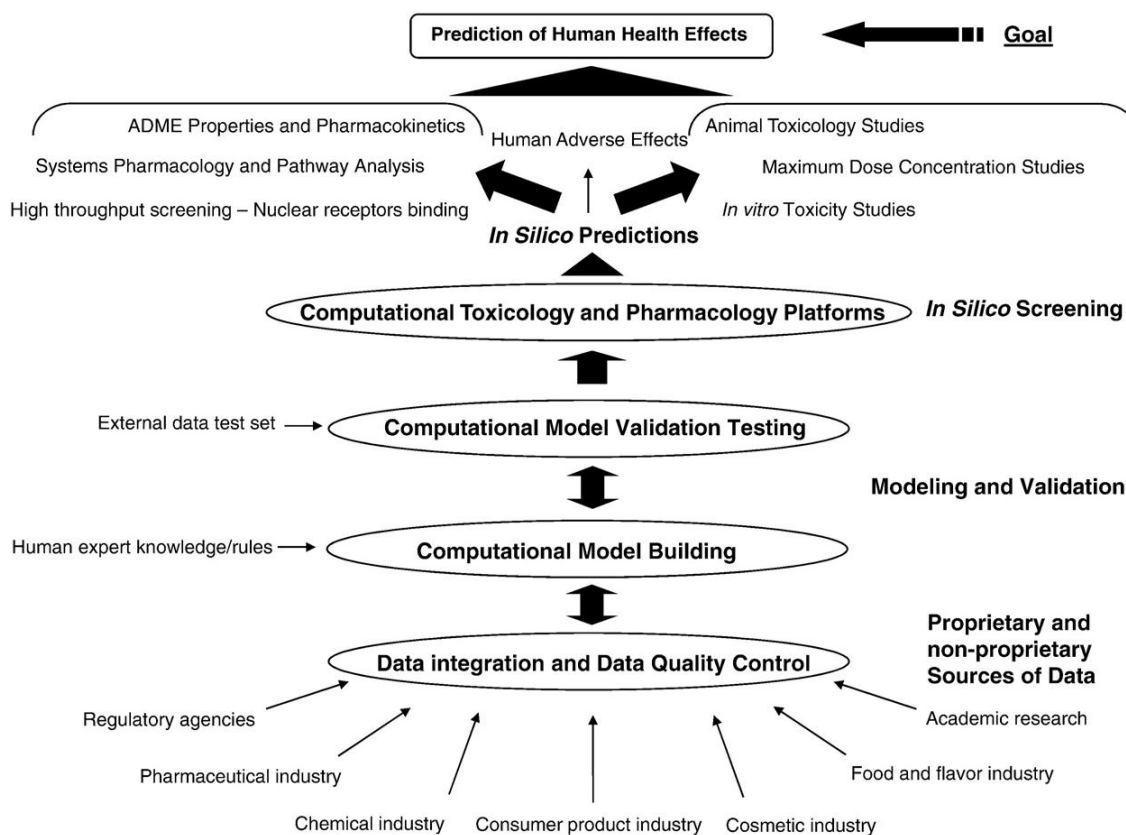 Prediction of Human Health Effects
Goal
ADME Properties and Pharmacokinetics
Human Adverse Effects
Animal Toxicology Studies
Systems Pharmacology and Pathway Analysis
Maximum Dose Concentration Studies
High throughput screening – Nuclear receptors binding
In vitro Toxicity Studies
In Silico Predictions
Computational Toxicology and Pharmacology Platforms
In Silico Screening
External data test set
Computational Model Validation Testing
Modeling and Validation
Human expert knowledge/rules
Computational Model Building
Proprietary and
non-proprietary
Sources of Data
Data integration and Data Quality Control
Regulatory agencies
Academic research
Pharmaceutical industry
Food and flavor industry
Chemical industry
Consumer product industry
Cosmetic industry